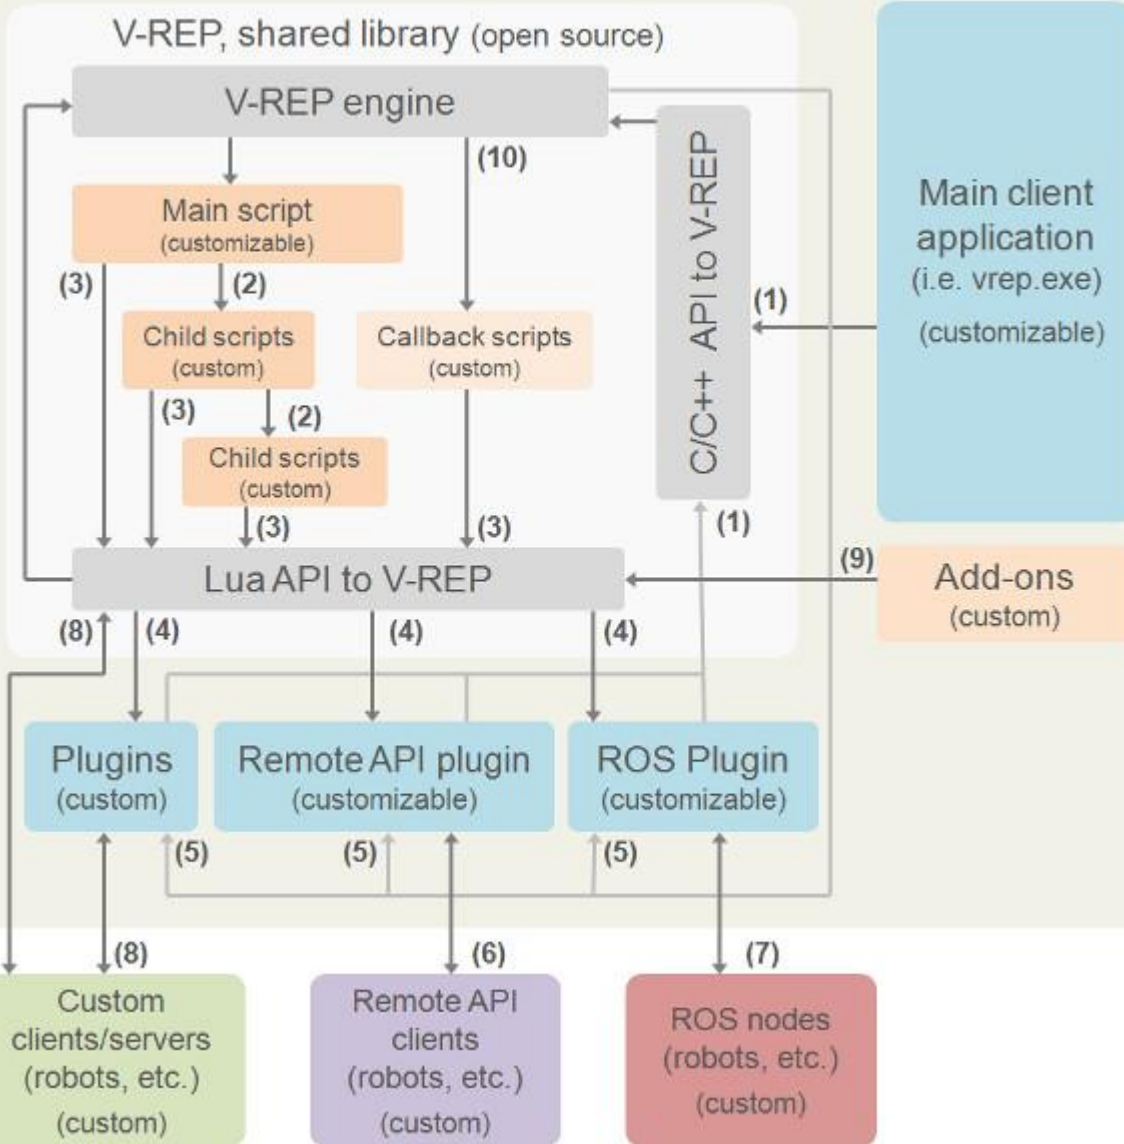 V-REP, shared library (open source)
V-REP engine
(10)
Main script
(customizable)
(3)
(2)
Child scripts
(custom)
Callback scripts
(custom)
(3)
(2)
Child scripts
(custom)
(3)
(3)
C/C++ API to V-REP
(1)
(1)
Main client
application
(i.e. vrep.exe)
(customizable)
Lua API to V-REP
(9)
Add-ons
(custom)
(8)
(4)
(4)
(4)
Plugins
(custom)
Remote API plugin
(customizable)
ROS Plugin
(customizable)
(5)
(5)
(5)
(8)
(6)
(7)
Custom
clients/servers
(robots, etc.)
(custom)
Remote API
clients
(robots, etc.)
(custom)
ROS nodes
(robots, etc.)
(custom)